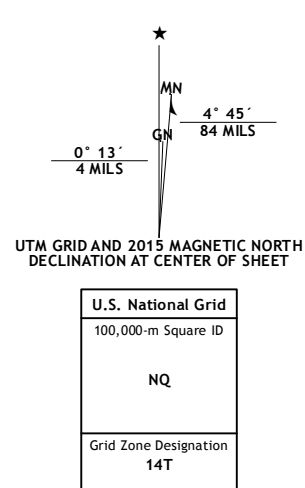 ★
MN
4° 45´
84 MILS
GN
0° 13´
4 MILS
UTM GRID AND 2015 MAGNETIC NORTH
DECLINATION AT CENTER OF SHEET
U.S. National Grid
100,000-m Square ID
NQ
Grid Zone Designation
14T